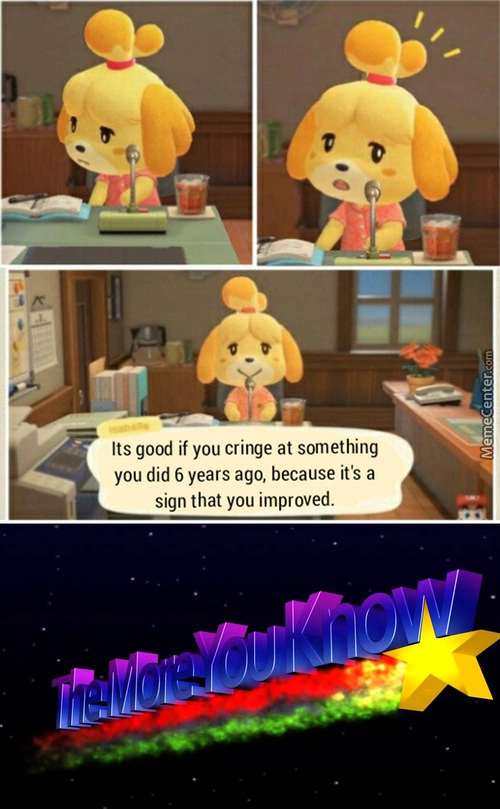 MemeCenter.com
Isabelle
Its good if you cringe at something
you did 6 years ago, because it's a
sign that you improved.
The More You Know